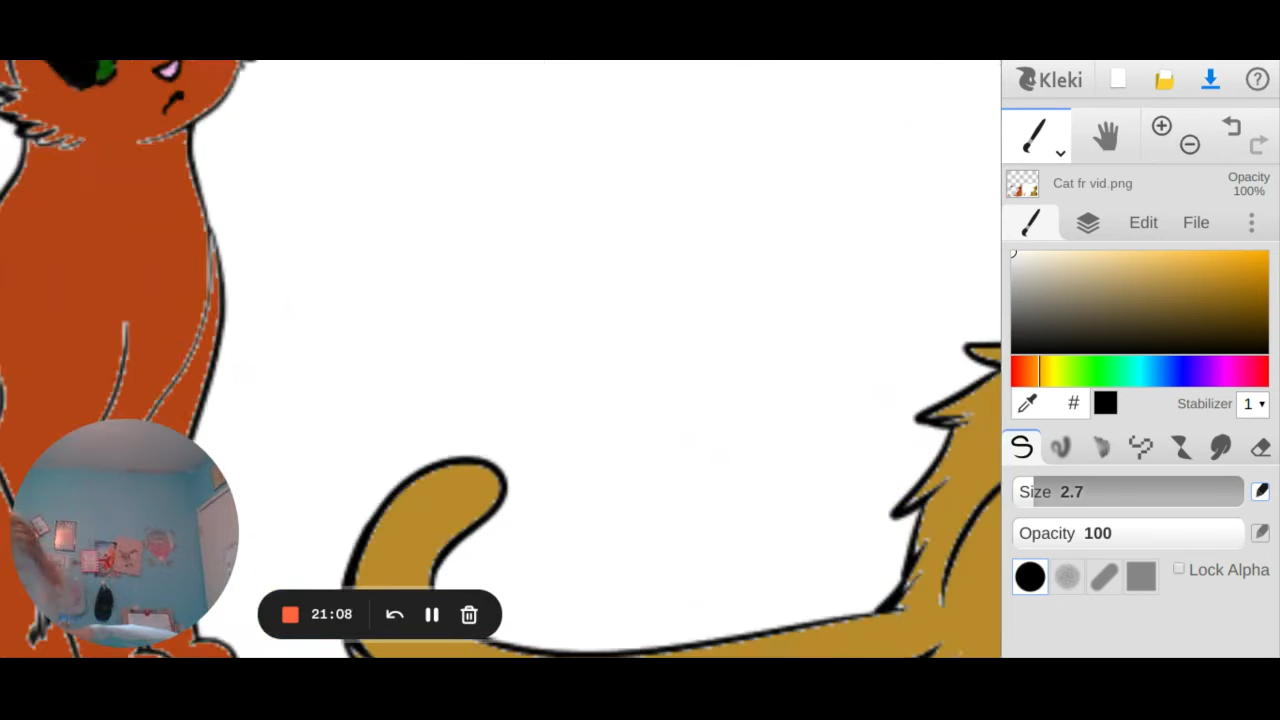 Kleki
Cat fr vid.png
Opacity
100%
Edit File
# Stabilizer 1
Size 2.7
Opacity 100
Lock Alpha
21:08